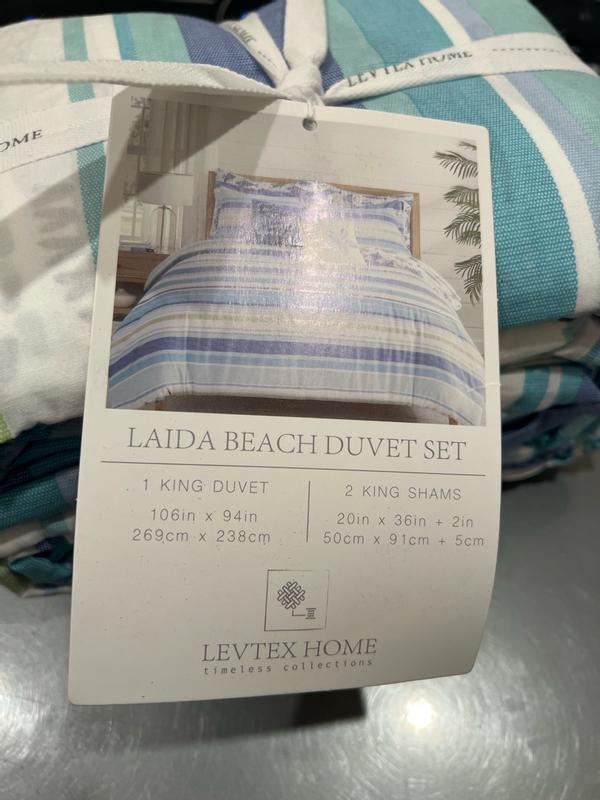 LEVTEX HOME
OME
LAIDA BEACH DUVET SET
1 KING DUVET
106in x 94in
269cm x 238cm
2 KING SHAMS
20in x 36in + 2in
50cm x 91cm + 5cm
LEVTEX HOME
timeless collections